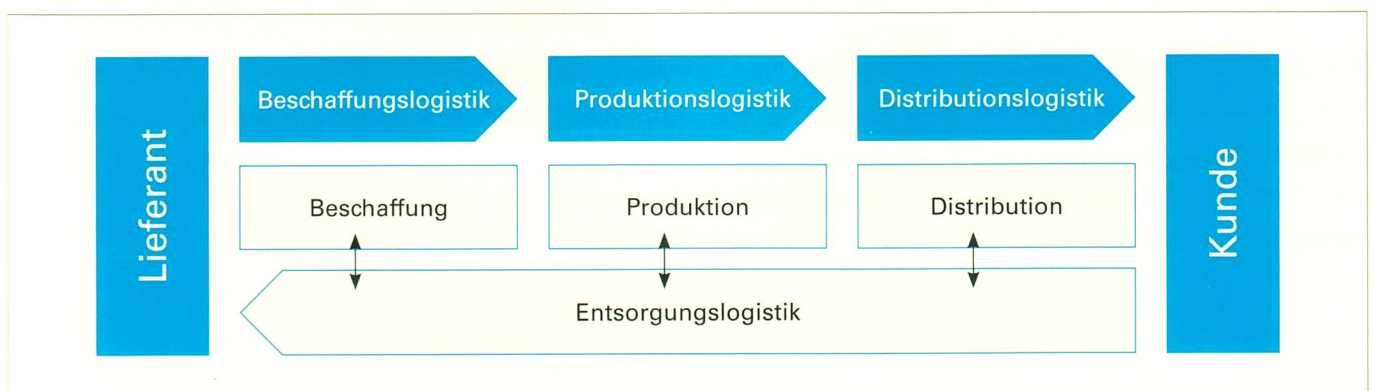 Lieferant
Beschaffungslogistik
Produktionslogistik
Distributionslogistik
Beschaffung
Produktion
Distribution
Entsorgungslogistik
Kunde